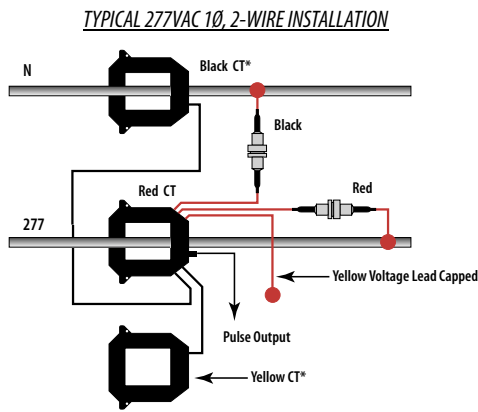 TYPICAL 277VAC 1Ø, 2-WIRE INSTALLATION
N
Black CT*
Black
Red CT
Red
277
Yellow Voltage Lead Capped
Pulse Output
Yellow CT*